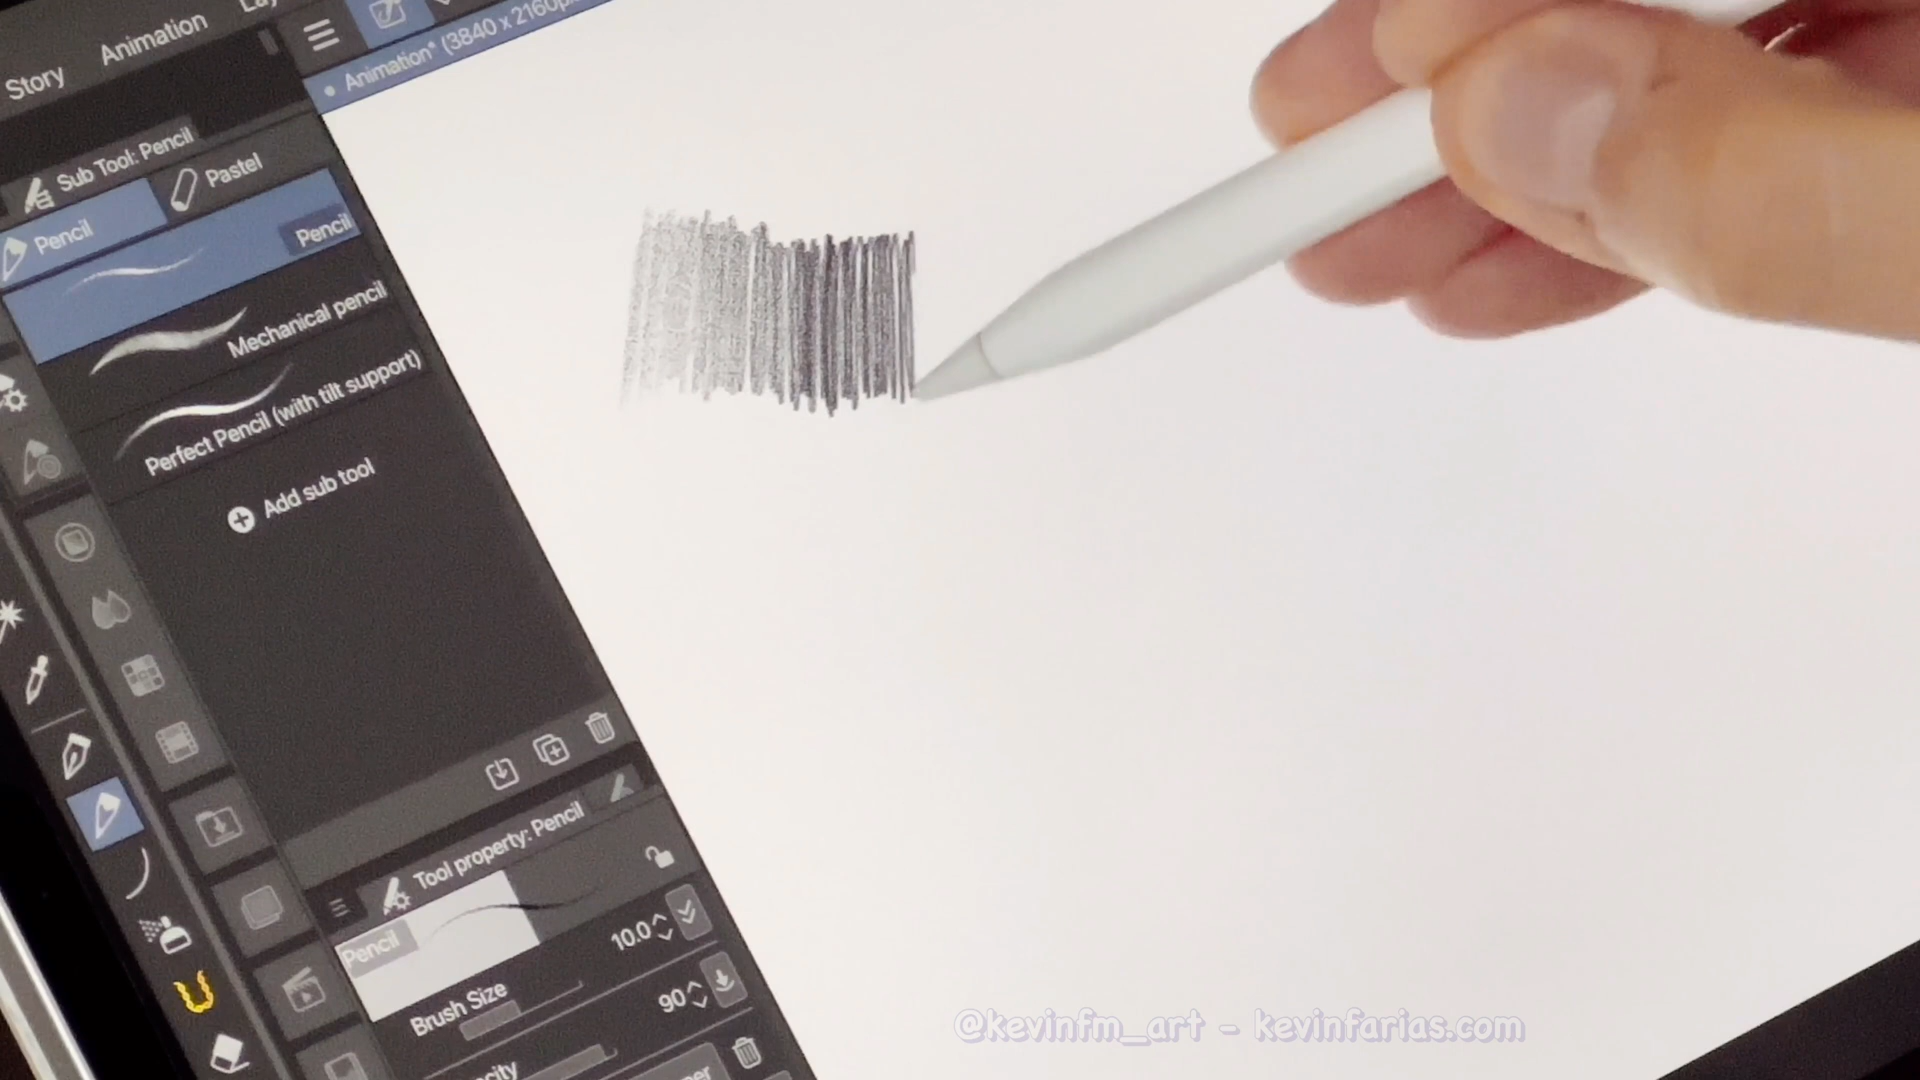 Story
Animation
• Animation* (3840 x 2160p
Sub Tool: Pencil
Pencil
Pastel
Pencil
Mechanical pencil
Perfect Pencil (with tilt support)
Add sub tool
Tool property: Pencil
Pencil
Brush Size
10.0
90
@kevinfm_art - kevinfarias.com